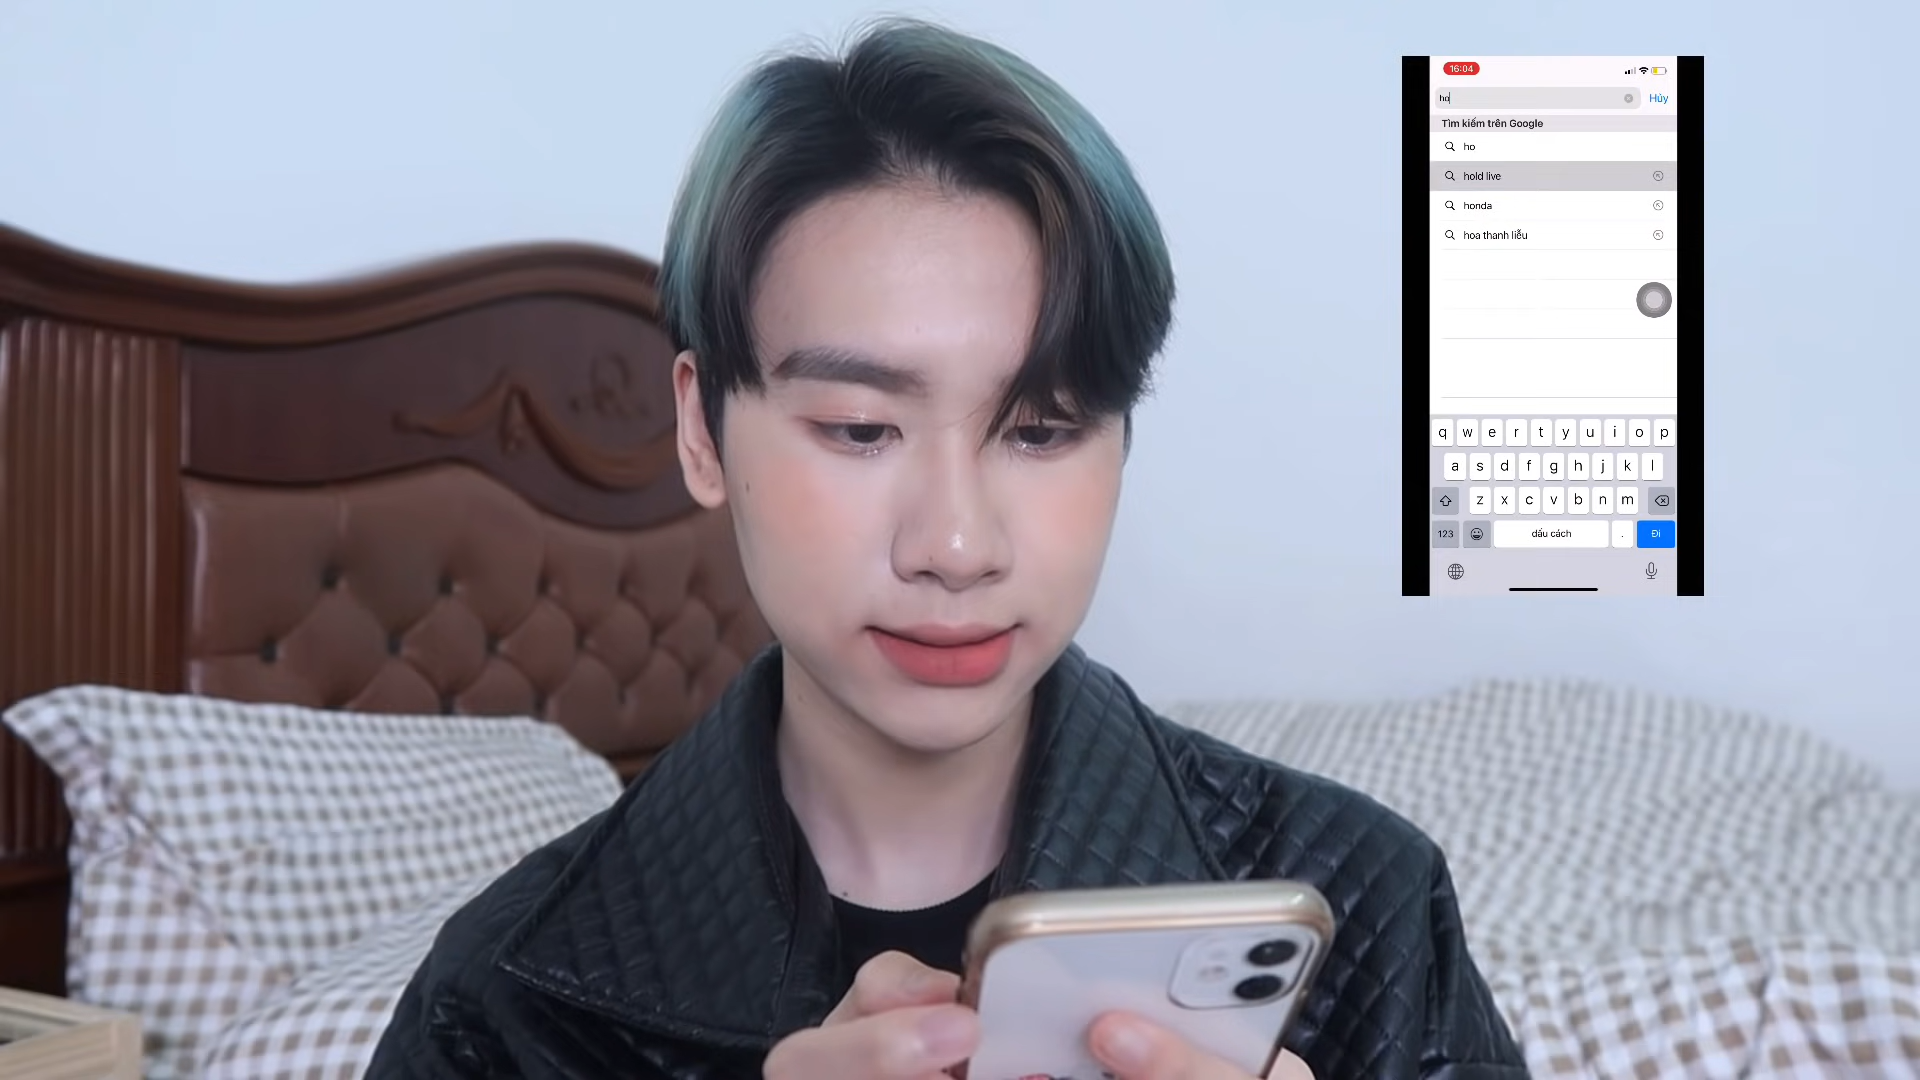 16:04
ho
Hủy
Tìm kiếm trên Google
ho
hold live
honda
hoa thanh liễu
q w e r t y u i o p
a s d f g h j k l
z x c v b n m
123
dấu cách
.
Đi